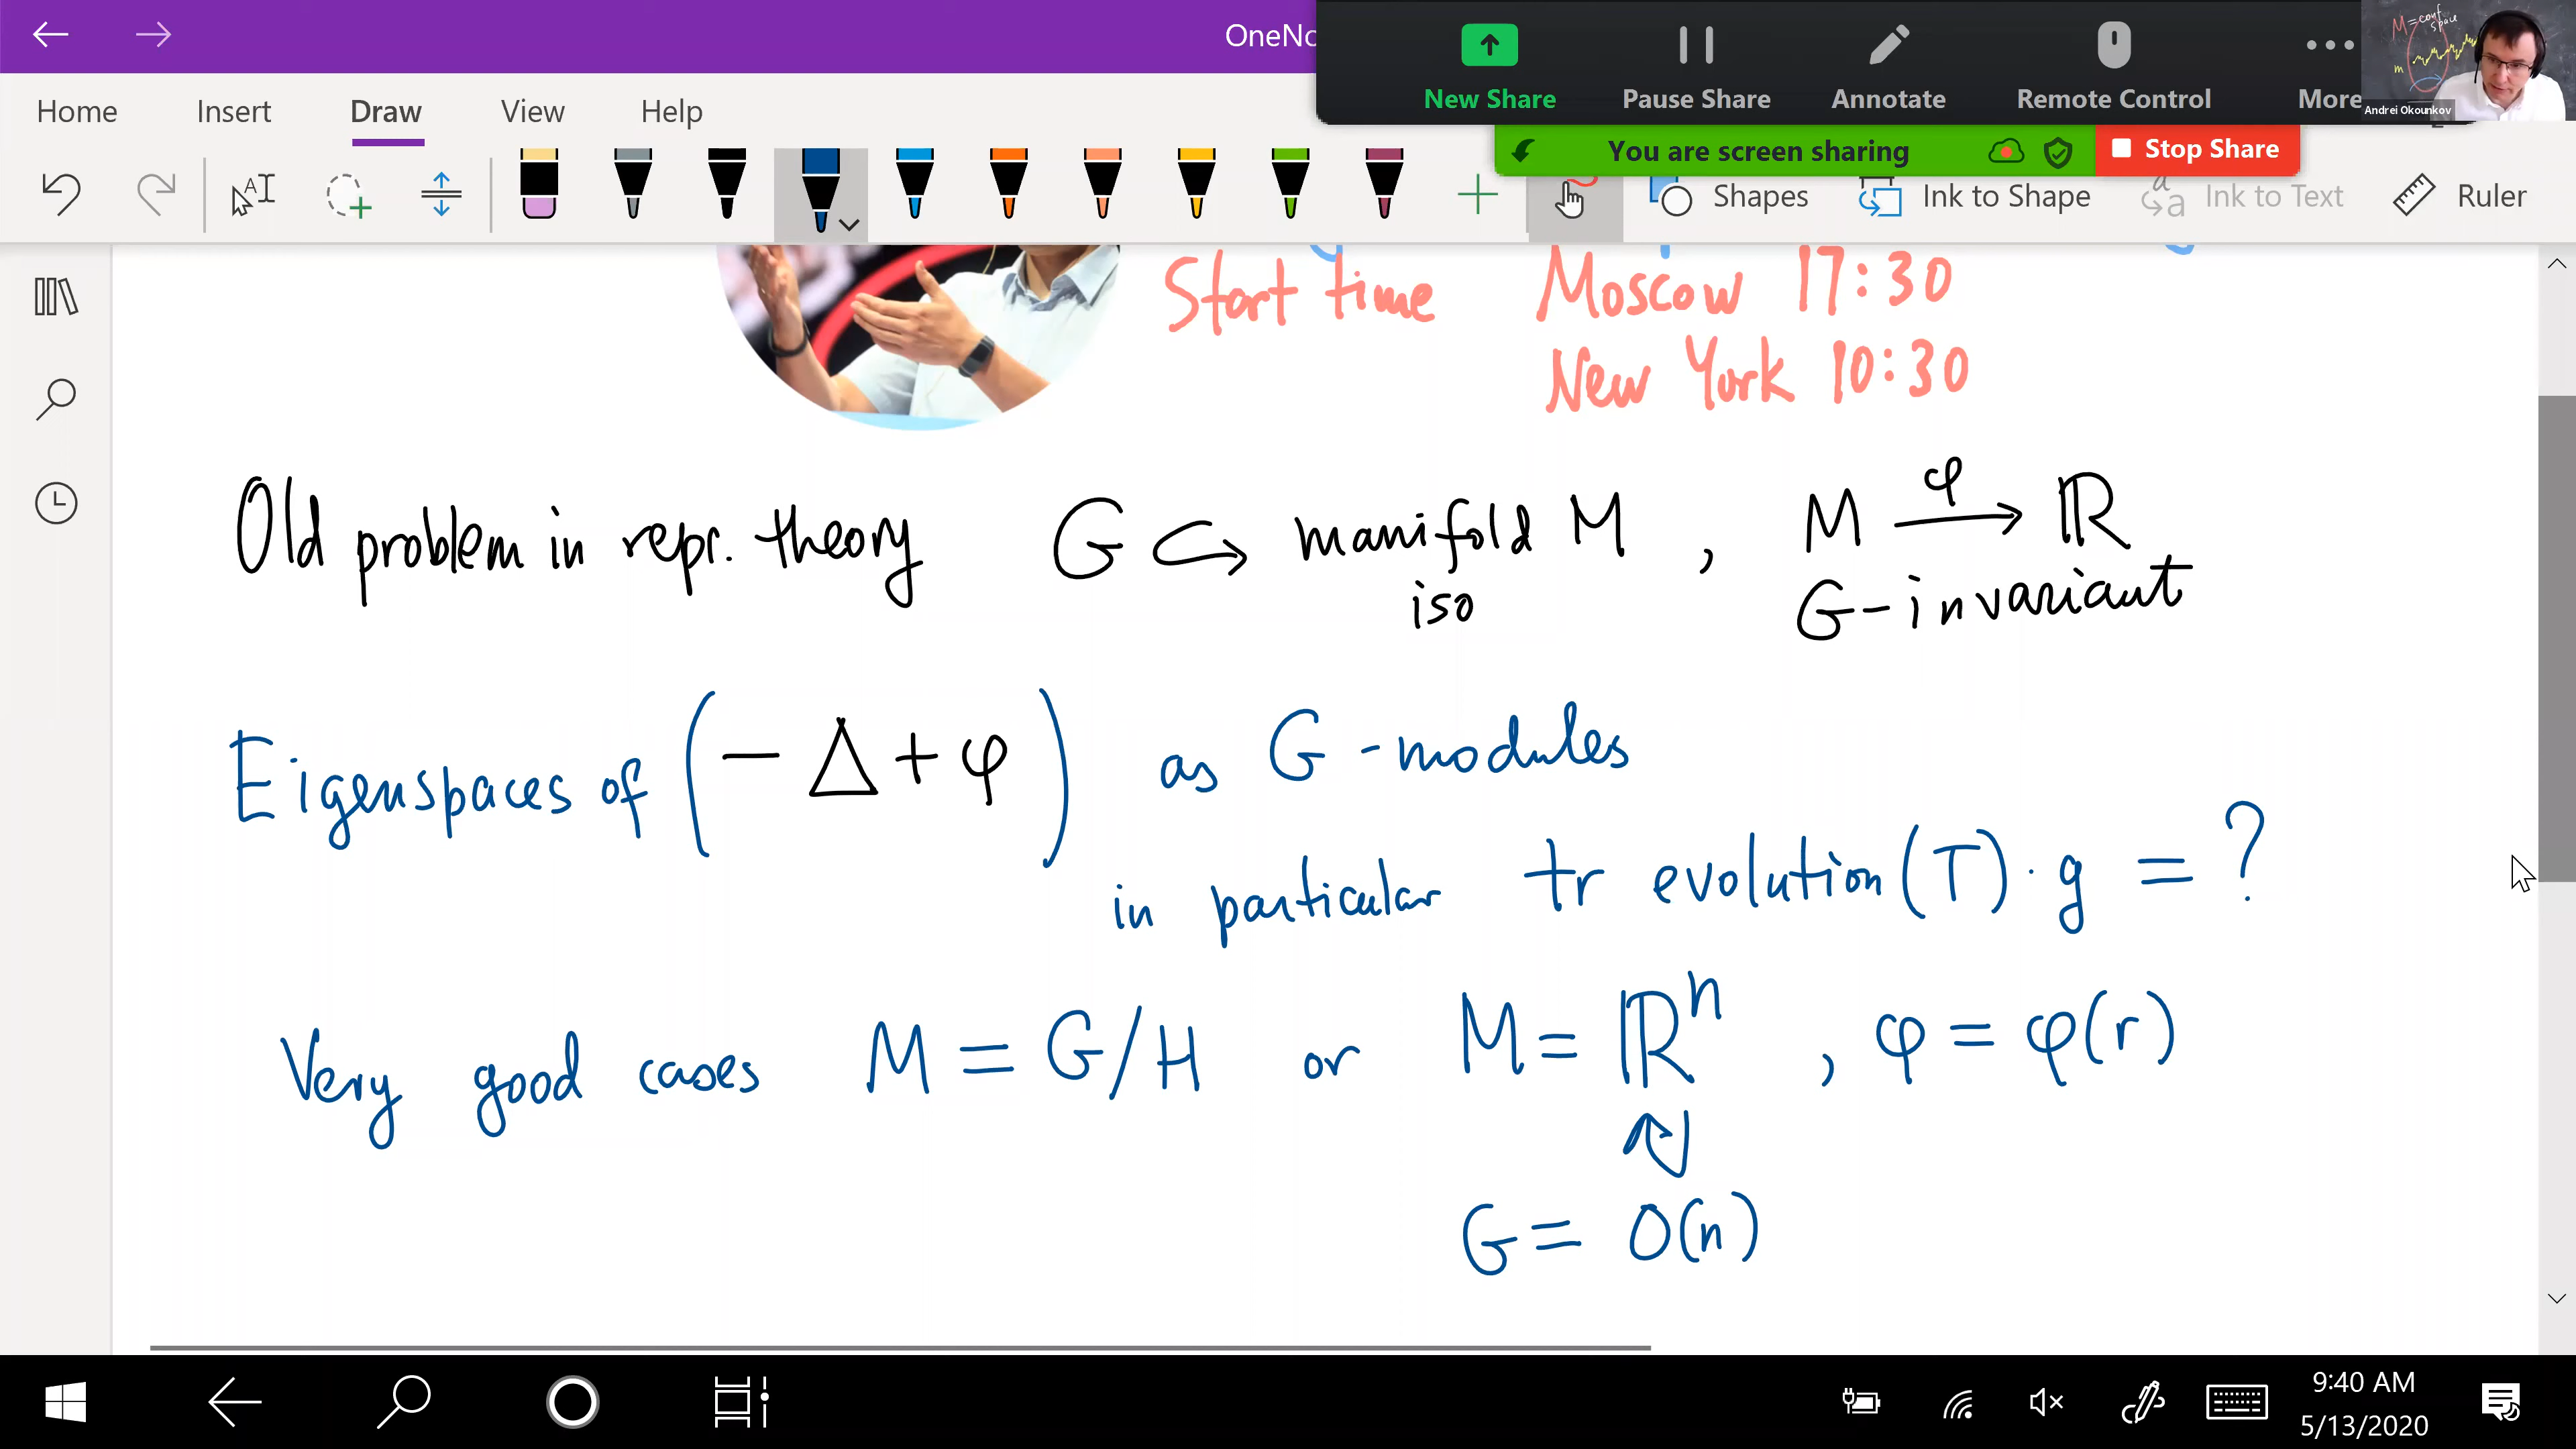 OneNo
New Share
Pause Share
Annotate
Remote Control
More
M = conf space
m
Andrei Okounkov
Home Insert Draw View Help
You are screen sharing
Stop Share
Shapes
Ink to Shape
Ink to Text
Ruler
Start time Moscow 17:30
New York 10:30
Old problem in repr. theory G ↪ manifold M , M →φ ℝ
iso G-invariant
Eigenspaces of (−Δ+φ) as G-modules
in particular tr evolution(T)·g = ?
Very good cases M = G/H or M = ℝⁿ , φ = φ(r)
G = O(n)
9:40 AM
5/13/2020